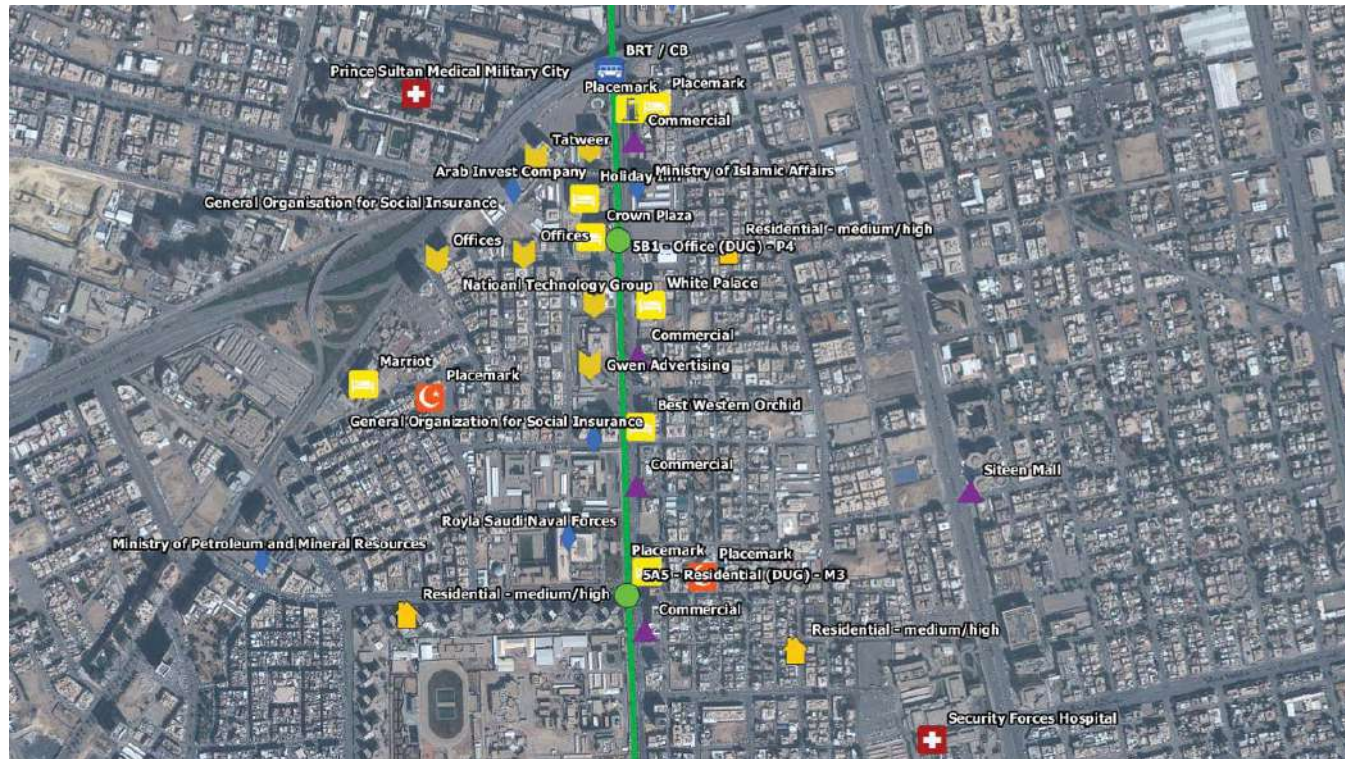 BRT / CB
Prince Sultan Medical Military City
Placemark
Placemark
Commercial
Tatweer
Arab Invest Company
Holiday
Ministry of Islamic Affairs
General Organisation for Social Insurance
Crown Plaza
Offices
Offices
5B1 - Office (DUG) - P4
Residential - medium/high
Natioanl Technology Group
White Palace
Commercial
Marriot
Placemark
Gwen Advertising
General Organization for Social Insurance
Best Western Orchid
Commercial
Siteen Mall
Royla Saudi Naval Forces
Ministry of Petroleum and Mineral Resources
Placemark
Placemark
5A5 - Residential (DUG) - M3
Residential - medium/high
Commercial
Residential - medium/high
Security Forces Hospital